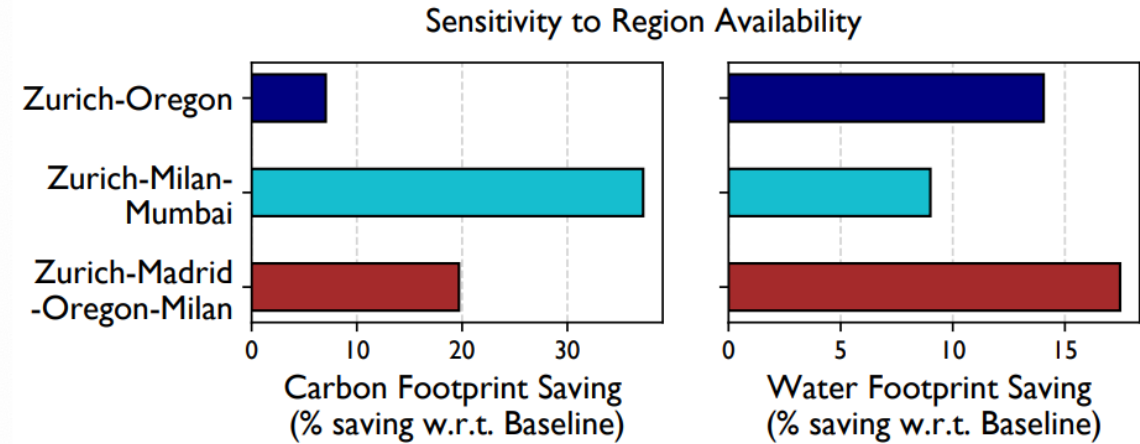 Sensitivity to Region Availability
Zurich-Oregon
Zurich-Milan-
Mumbai
Zurich-Madrid
-Oregon-Milan
0 10 20 30
Carbon Footprint Saving
(% saving w.r.t. Baseline)
0 5 10 15
Water Footprint Saving
(% saving w.r.t. Baseline)